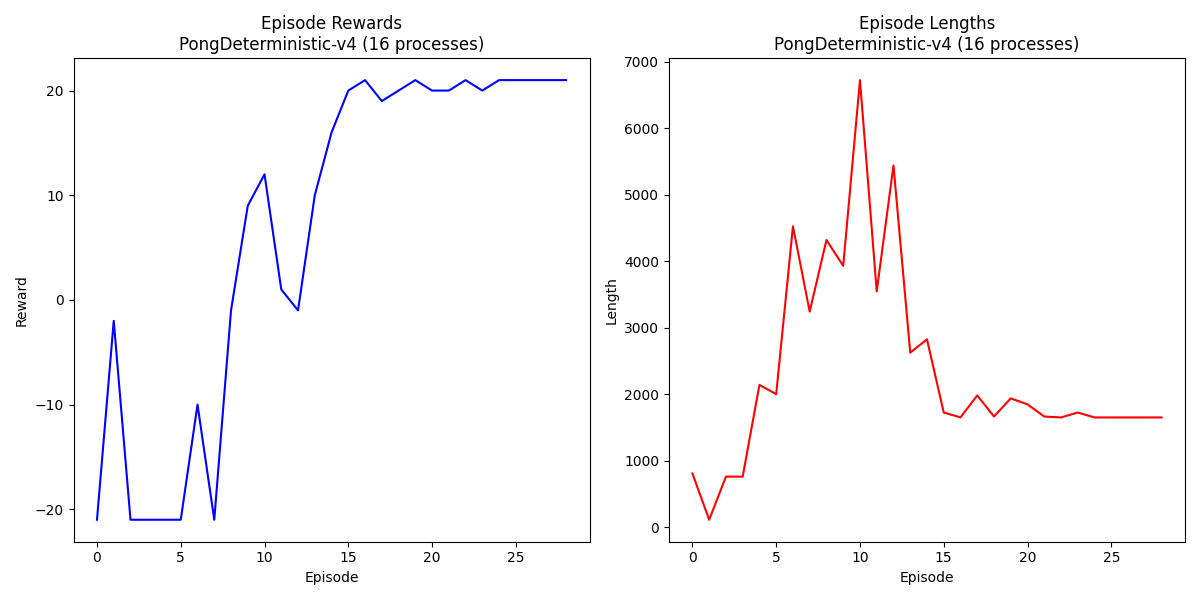 Episode Rewards
PongDeterministic-v4 (16 processes)
20
10
0
−10
−20
Reward
0 5 10 15 20 25
Episode
Episode Lengths
PongDeterministic-v4 (16 processes)
7000
6000
5000
4000
3000
2000
1000
0
Length
0 5 10 15 20 25
Episode